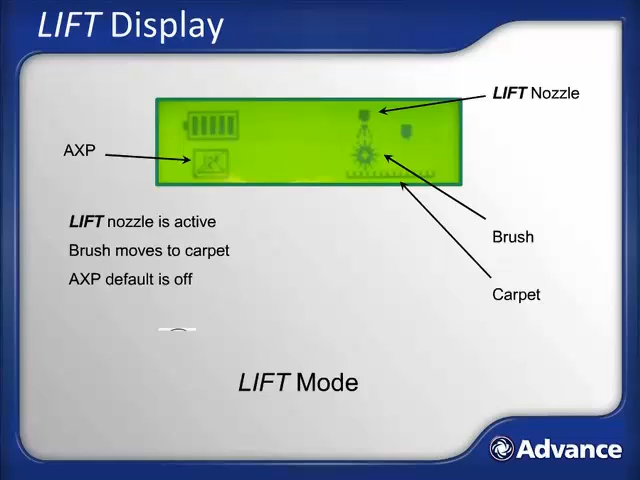 LIFT Display
LIFT Nozzle
AXP
LIFT nozzle is active
Brush moves to carpet
AXP default is off
Brush
Carpet
LIFT Mode
Advance